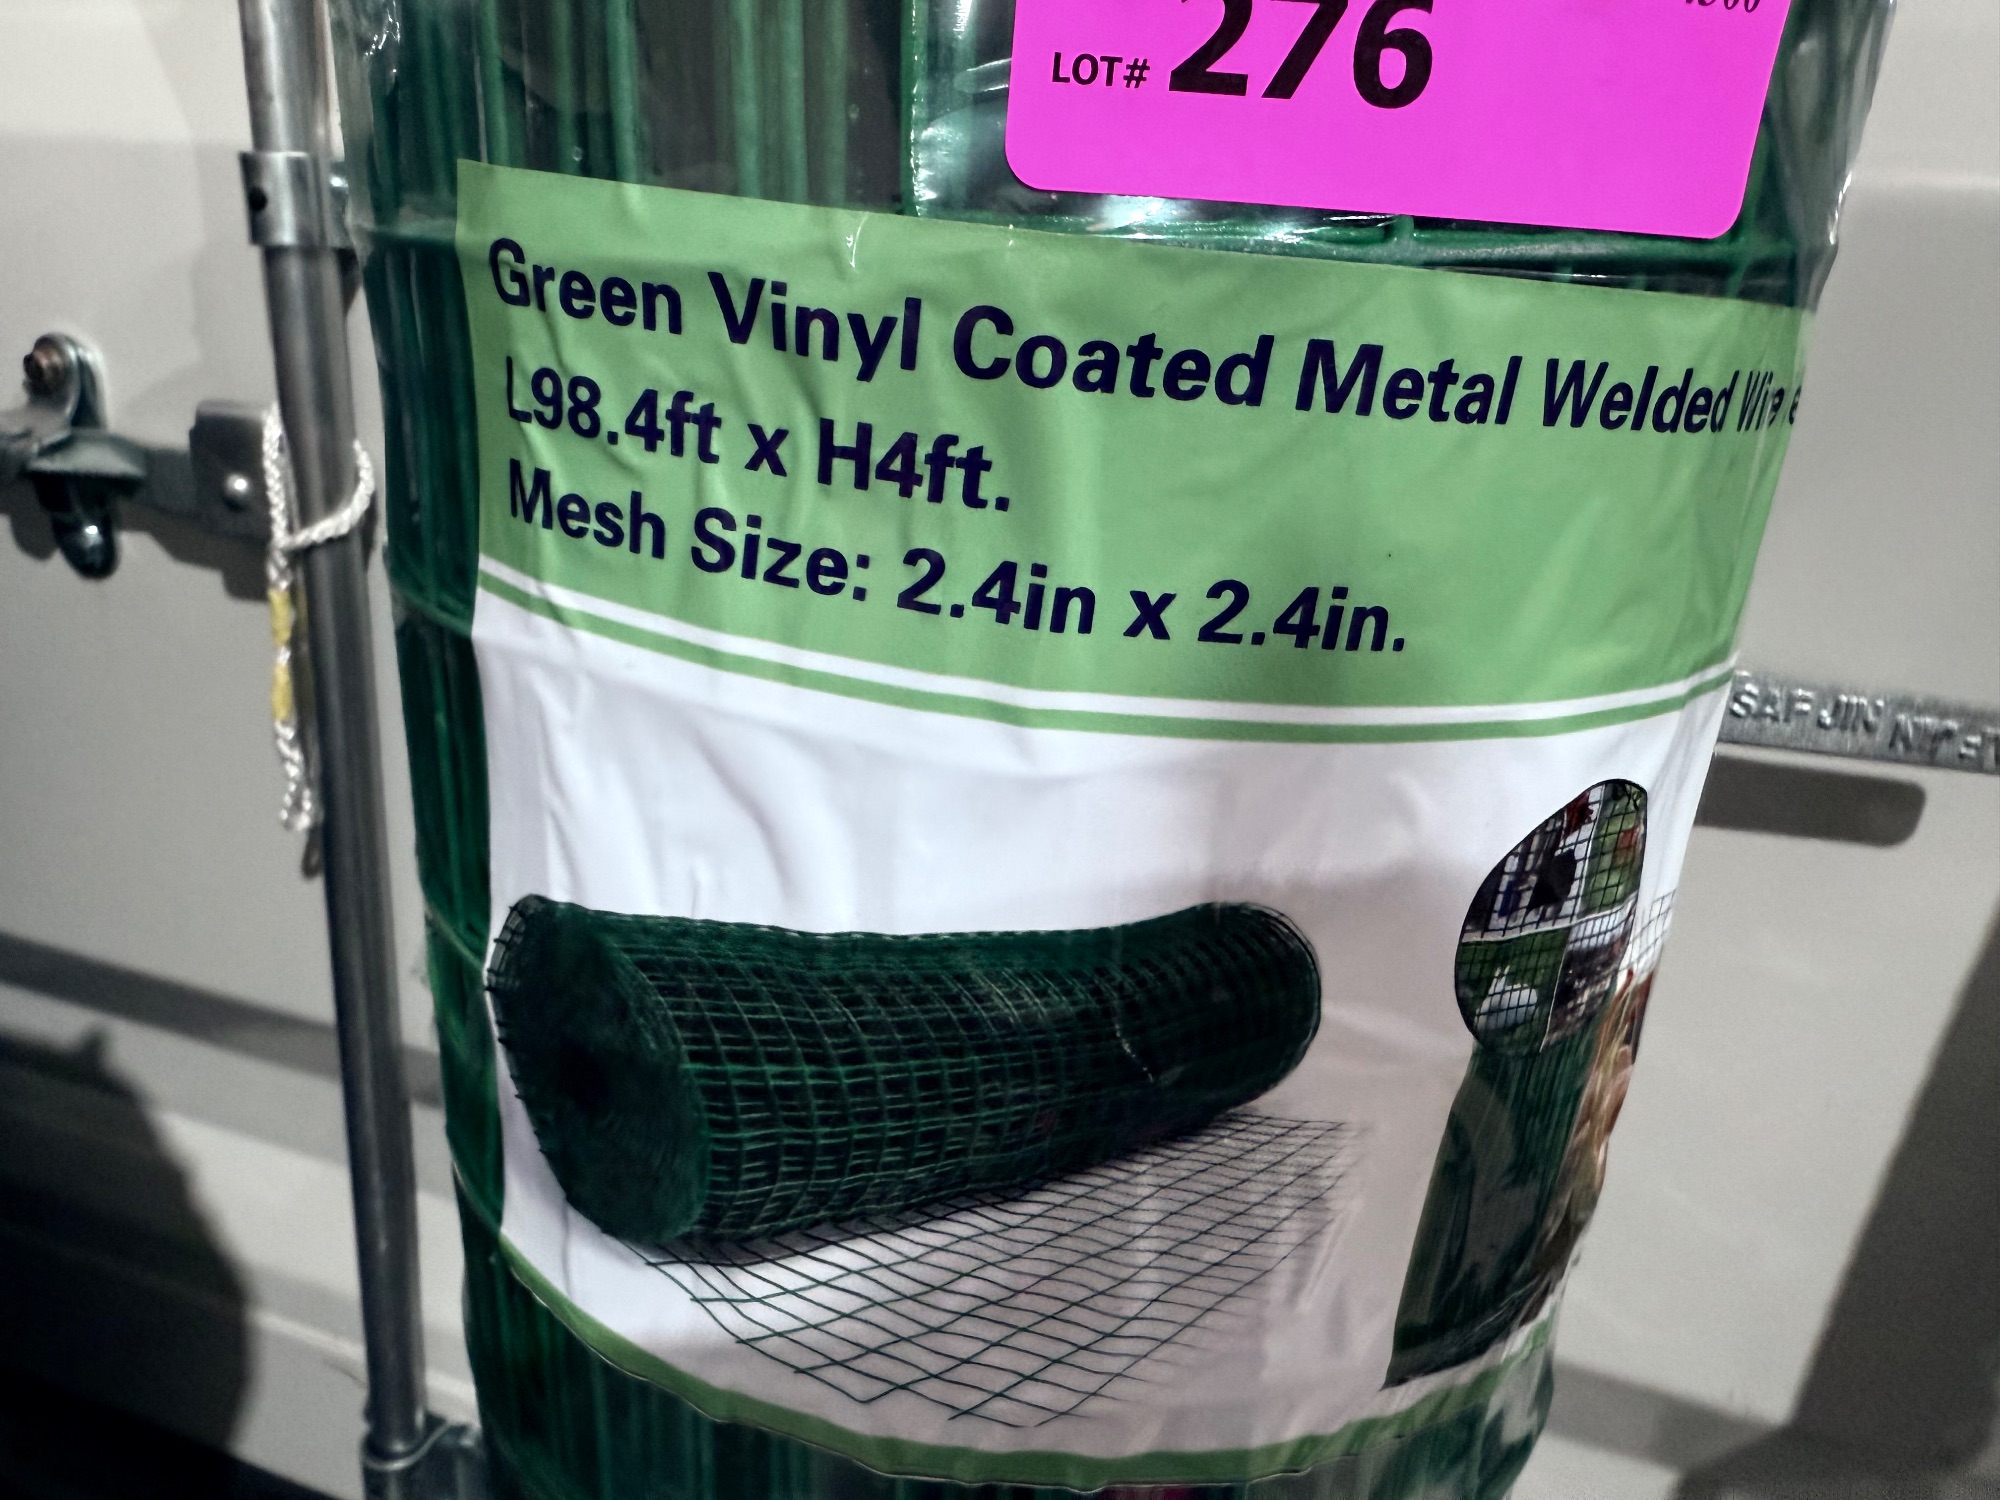 LOT# 276
Green Vinyl Coated Metal Welded
L98.4ft x H4ft.
Mesh Size: 2.4in x 2.4in.